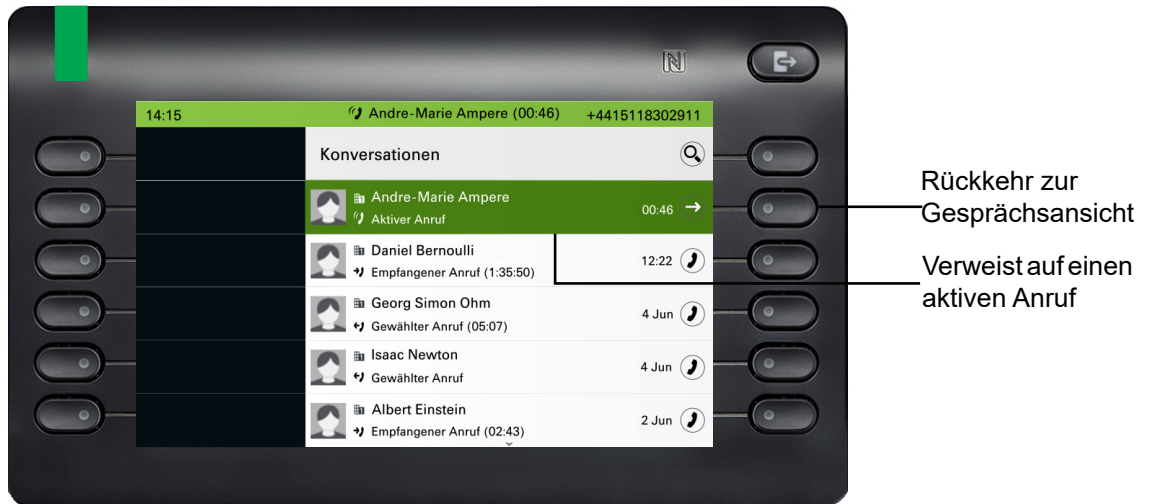 14:15 Andre-Marie Ampere (00:46) +4415118302911
Konversationen
Andre-Marie Ampere
Aktiver Anruf
00:46
Daniel Bernoulli
Empfangener Anruf (1:35:50)
12:22
Georg Simon Ohm
Gewählter Anruf (05:07)
4 Jun
Isaac Newton
Gewählter Anruf
4 Jun
Albert Einstein
Empfangener Anruf (02:43)
2 Jun
Rückkehr zur
Gesprächsansicht
Verweist auf einen
aktiven Anruf